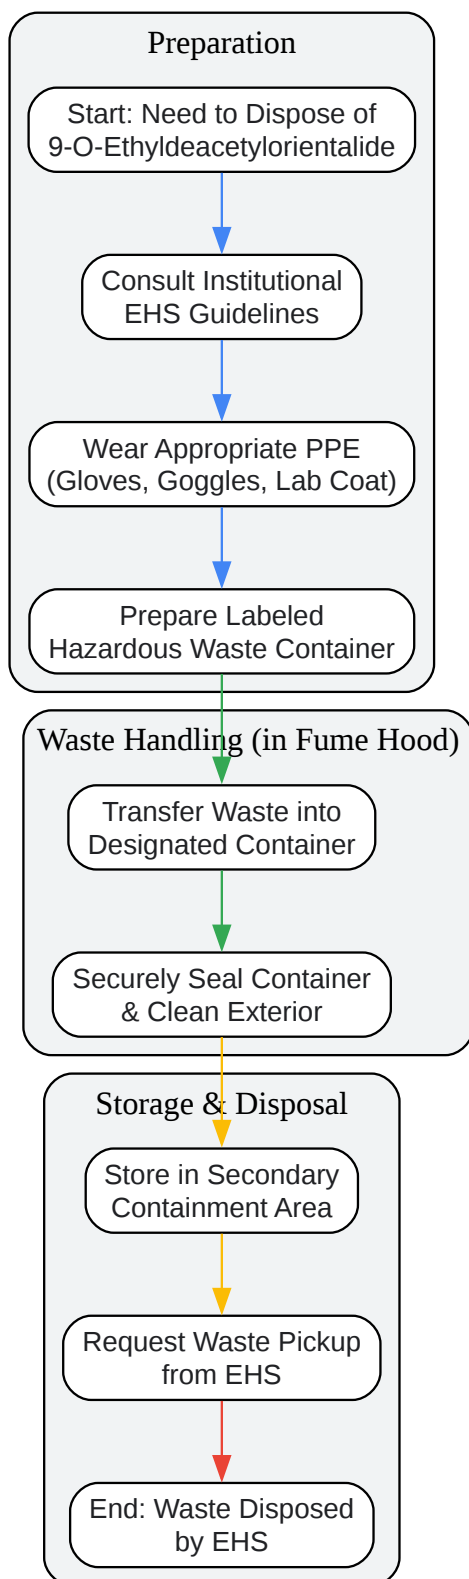 Preparation
Start: Need to Dispose of
9-O-Ethyldeacetylorientalide
Consult Institutional
EHS Guidelines
Wear Appropriate PPE
(Gloves, Goggles, Lab Coat)
Prepare Labeled
Hazardous Waste Container
Waste Handling (in Fume Hood)
Transfer Waste into
Designated Container
Securely Seal Container
& Clean Exterior
Storage & Disposal
Store in Secondary
Containment Area
Request Waste Pickup
from EHS
End: Waste Disposed
by EHS